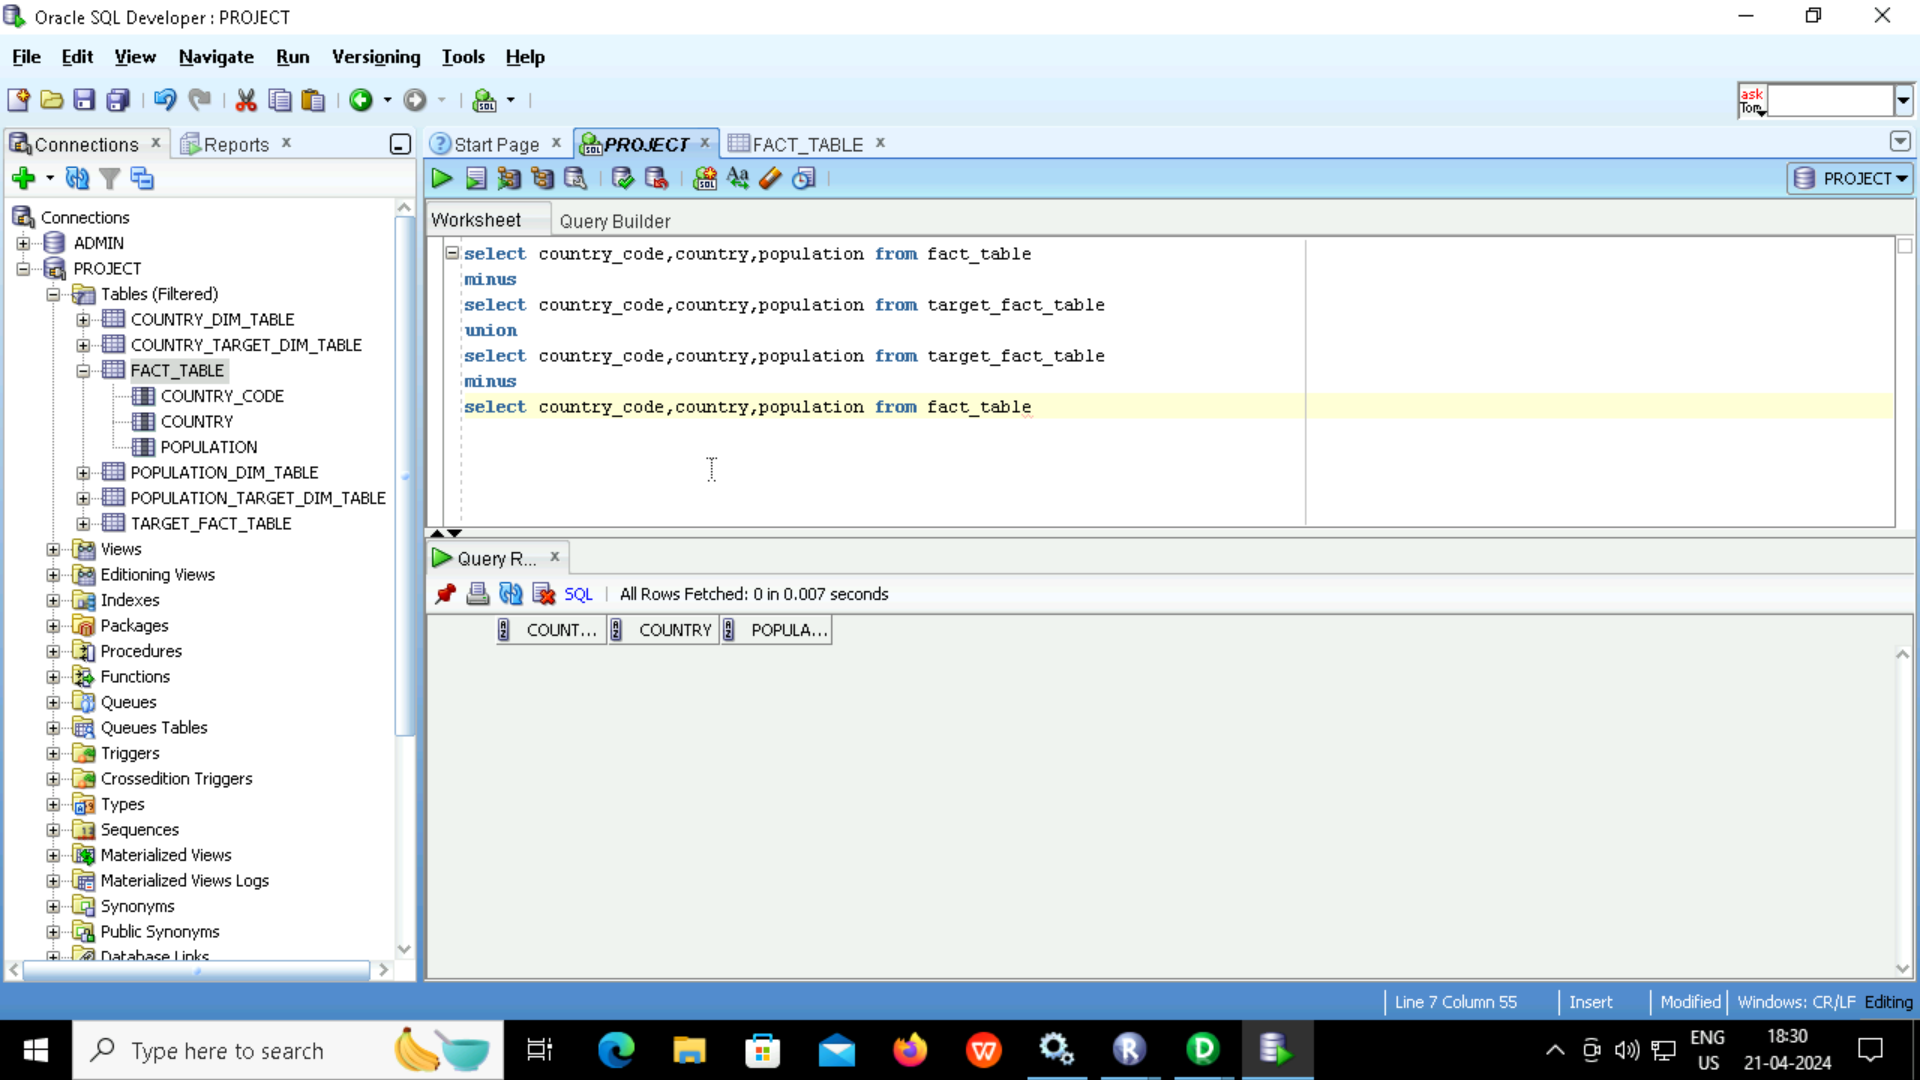 Oracle SQL Developer : PROJECT
File Edit View Navigate Run Versioning Tools Help
ask
Tom
Connections Reports
Start Page PROJECT FACT_TABLE
PROJECT
Worksheet Query Builder
Connections
ADMIN
PROJECT
Tables (Filtered)
COUNTRY_DIM_TABLE
COUNTRY_TARGET_DIM_TABLE
FACT_TABLE
COUNTRY_CODE
COUNTRY
POPULATION
POPULATION_DIM_TABLE
POPULATION_TARGET_DIM_TABLE
TARGET_FACT_TABLE
Views
Editioning Views
Indexes
Packages
Procedures
Functions
Queues
Queues Tables
Triggers
Crossedition Triggers
Types
Sequences
Materialized Views
Materialized Views Logs
Synonyms
Public Synonyms
Database Links
select country_code,country,population from fact_table
minus
select country_code,country,population from target_fact_table
union
select country_code,country,population from target_fact_table
minus
select country_code,country,population from fact_table
Query R...
SQL All Rows Fetched: 0 in 0.007 seconds
COUNT... COUNTRY POPULA...
Line 7 Column 55 Insert Modified Windows: CR/LF Editing
Type here to search
ENG
US
18:30
21-04-2024